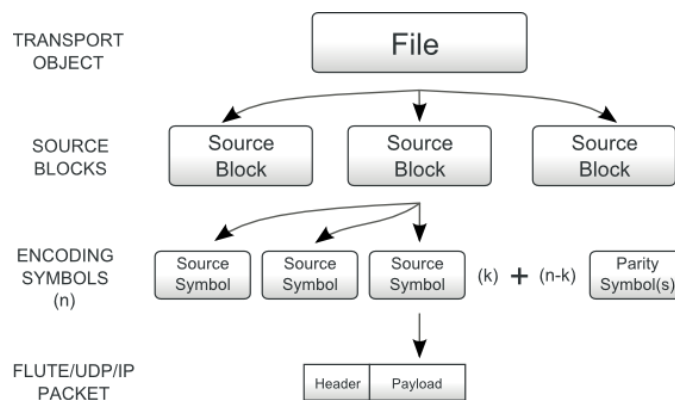 TRANSPORT
OBJECT
File
SOURCE
BLOCKS
Source
Block
Source
Block
Source
Block
ENCODING
SYMBOLS
(n)
Source
Symbol
Source
Symbol
Source
Symbol
(k) + (n-k)
Parity
Symbol(s)
FLUTE/UDP/IP
PACKET
Header
Payload